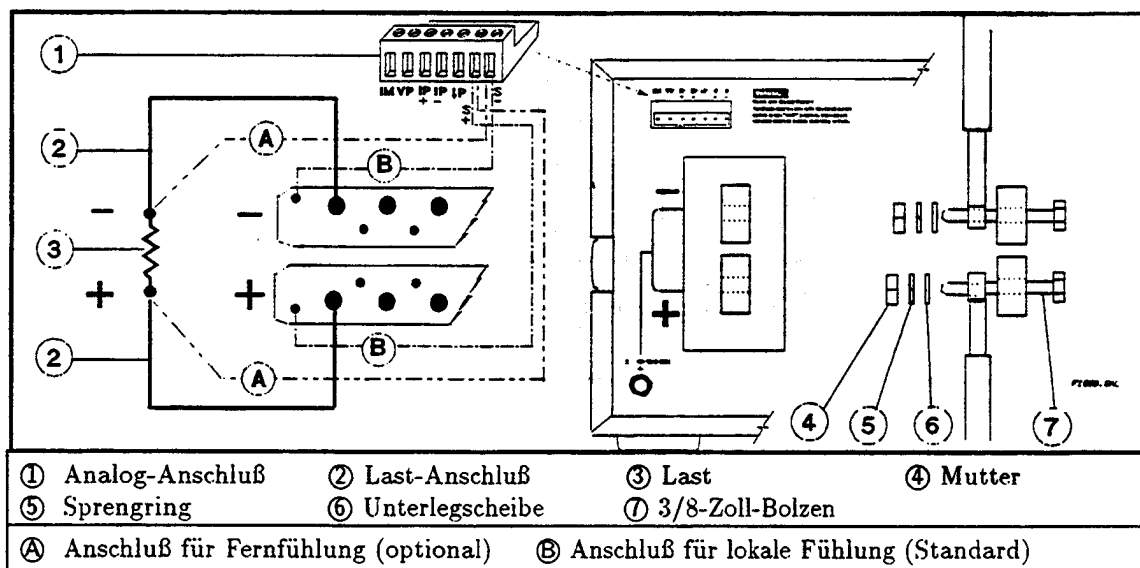 1
IM VP IP IP IP S S
+ − + −
A
2
B
−
−
3
+
+
B
2
A
−
+
4
5
6
7
① Analog-Anschluß ② Last-Anschluß ③ Last ④ Mutter
⑤ Sprengring ⑥ Unterlegscheibe ⑦ 3/8-Zoll-Bolzen
Ⓐ Anschluß für Fernfühlung (optional) Ⓑ Anschluß für lokale Fühlung (Standard)